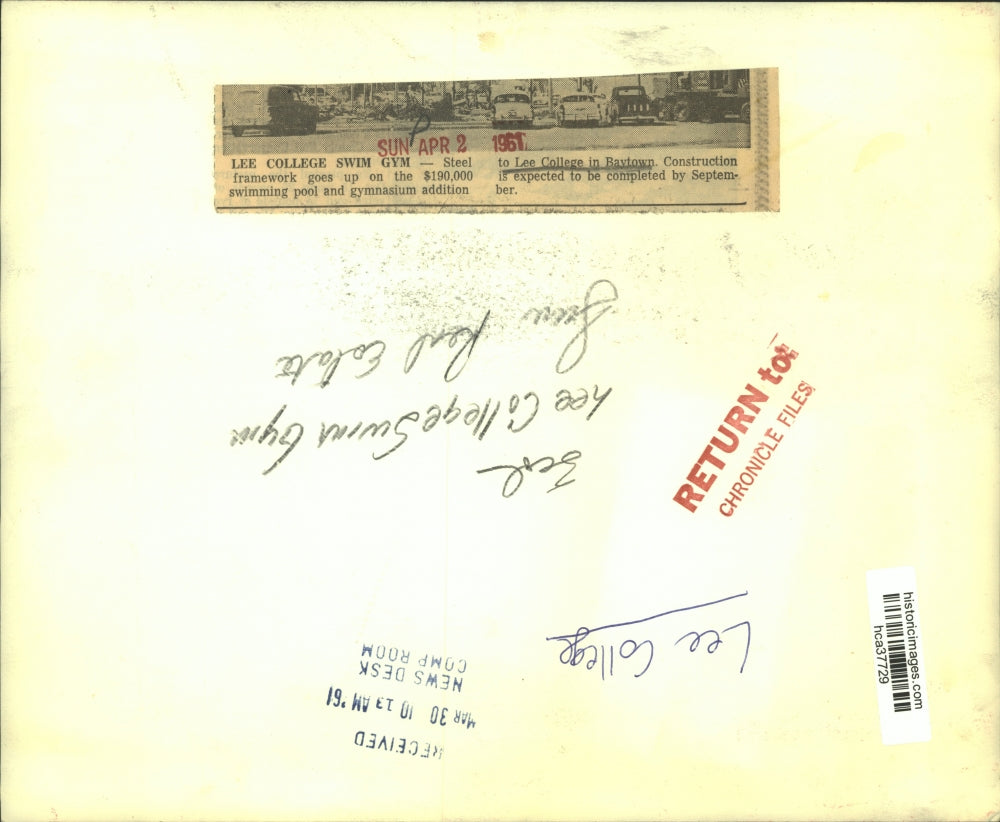 SUN APR 2 1961
LEE COLLEGE SWIM GYM — Steel
framework goes up on the $190,000
swimming pool and gymnasium addition
to Lee College in Baytown. Construction
is expected to be completed by Septem-
ber.
RETURN to:
CHRONICLE FILES
historicimages.com
hca37729
Lee College Swim Gym
Real Estate
Lee College
RECEIVED
MAR 30 10 13 AM '61
NEWS DESK
COMP ROOM